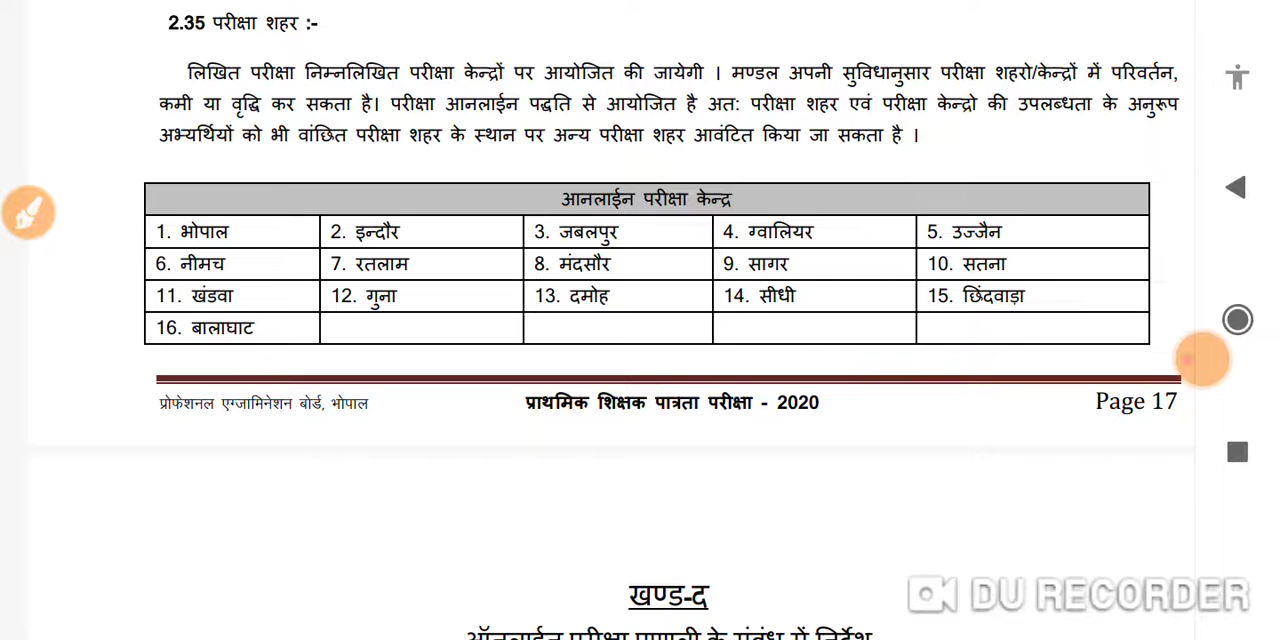 2.35 परीक्षा शहर :-
लिखित परीक्षा निम्नलिखित परीक्षा केन्द्रों पर आयोजित की जायेगी । मण्डल अपनी सुविधानुसार परीक्षा शहरो/केन्द्रों में परिवर्तन,
कमी या वृद्धि कर सकता है। परीक्षा आनलाईन पद्धति से आयोजित है अत: परीक्षा शहर एवं परीक्षा केन्द्रो की उपलब्धता के अनुरूप
अभ्यर्थियों को भी वांछित परीक्षा शहर के स्थान पर अन्य परीक्षा शहर आवंटित किया जा सकता है ।
आनलाईन परीक्षा केन्द्र
1. भोपाल 2. इन्दौर 3. जबलपुर 4. ग्वालियर 5. उज्जैन
6. नीमच 7. रतलाम 8. मंदसौर 9. सागर 10. सतना
11. खंडवा 12. गुना 13. दमोह 14. सीधी 15. छिंदवाड़ा
16. बालाघाट
प्रोफेशनल एग्जामिनेशन बोर्ड, भोपाल प्राथमिक शिक्षक पात्रता परीक्षा - 2020 Page 17
खण्ड-द
ऑनलाईन परीक्षा प्रणाली के संबंध में निर्देश
DU RECORDER